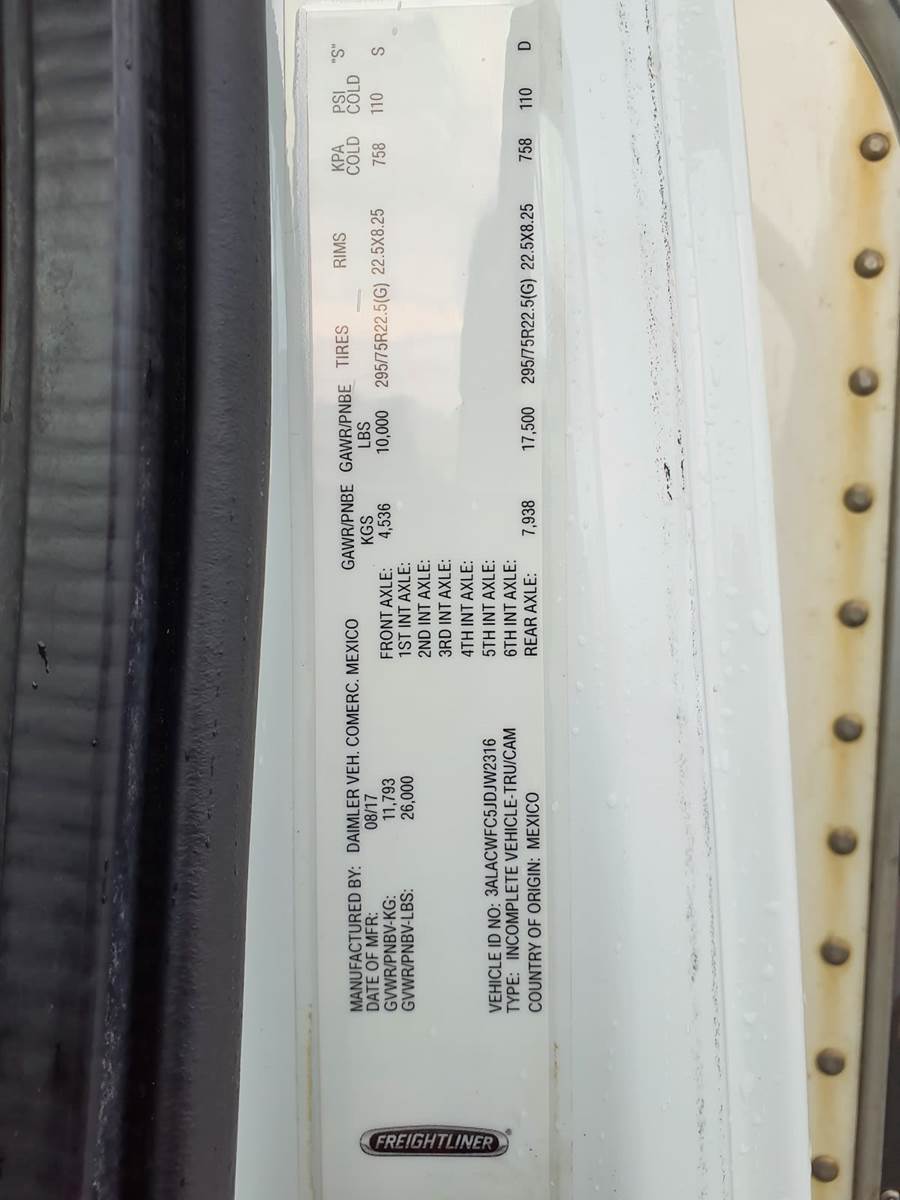 FREIGHTLINER
MANUFACTURED BY: DAIMLER VEH. COMERC. MEXICO
DATE OF MFR: 08/17
GVWR/PNBV-KG: 11,793
GVWR/PNBV-LBS: 26,000
VEHICLE ID NO: 3ALACWFC5JDJW2316
TYPE: INCOMPLETE VEHICLE-TRU/CAM
COUNTRY OF ORIGIN: MEXICO
GAWR/PNBE GAWR/PNBE TIRES RIMS KPA PSI "S"
KGS LBS COLD COLD
FRONT AXLE: 4,536 10,000 295/75R22.5(G) 22.5X8.25 758 110 S
1ST INT AXLE:
2ND INT AXLE:
3RD INT AXLE:
4TH INT AXLE:
5TH INT AXLE:
6TH INT AXLE:
REAR AXLE: 7,938 17,500 295/75R22.5(G) 22.5X8.25 758 110 D